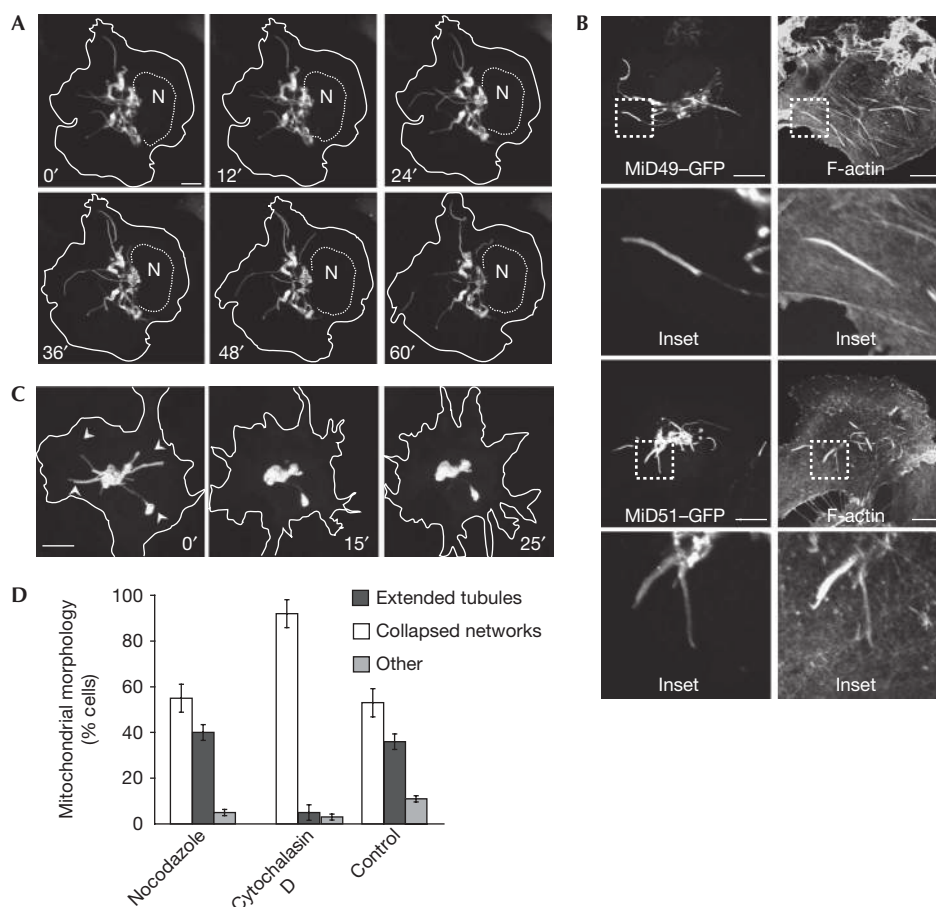 A
N
0′
N
12′
N
24′
N
36′
N
48′
N
60′
B
MiD49–GFP
F-actin
Inset
Inset
MiD51–GFP
F-actin
Inset
Inset
C
0′
15′
25′
D
Mitochondrial morphology
(% cells)
100
80
60
40
20
0
Extended tubules
Collapsed networks
Other
Nocodazole
Cytochalasin
D
Control